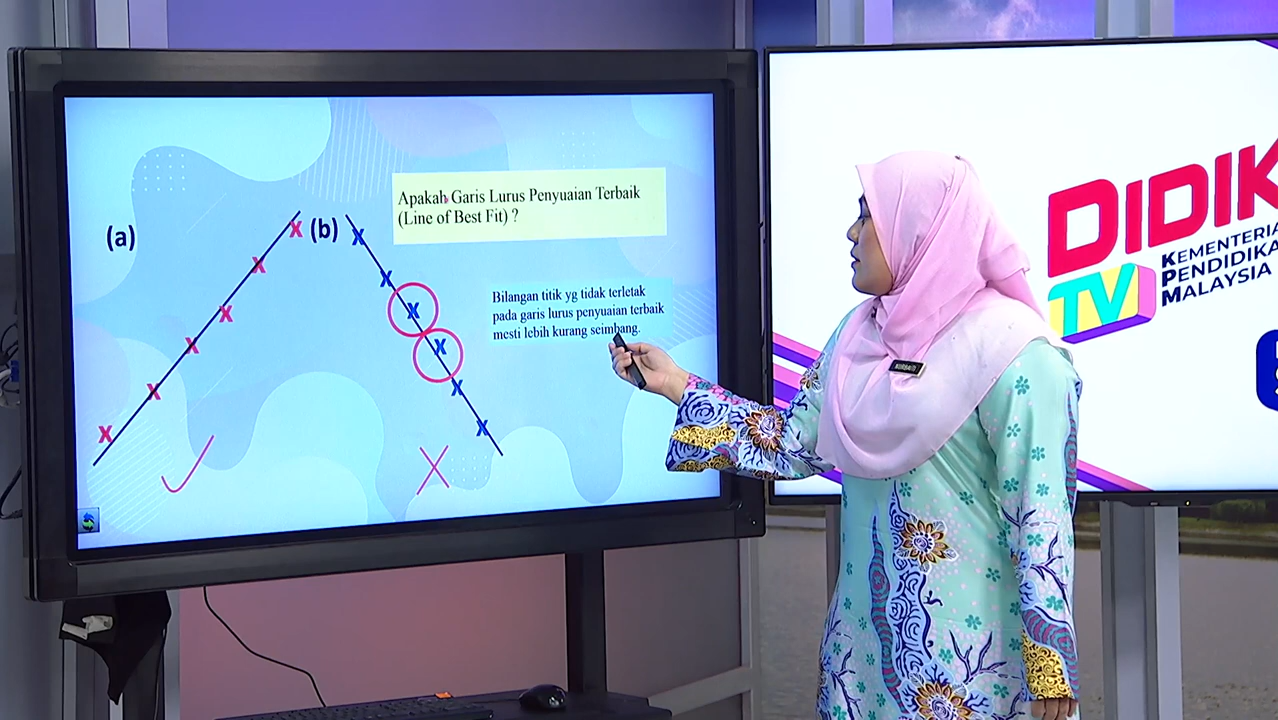 Apakah Garis Lurus Penyuaian Terbaik
(Line of Best Fit) ?
(a)
(b)
Bilangan titik yg tidak terletak
pada garis lurus penyuaian terbaik
mesti lebih kurang seimbang.
DIDIK
TV
KEMENTERIA
PENDIDIKA
MALAYSIA